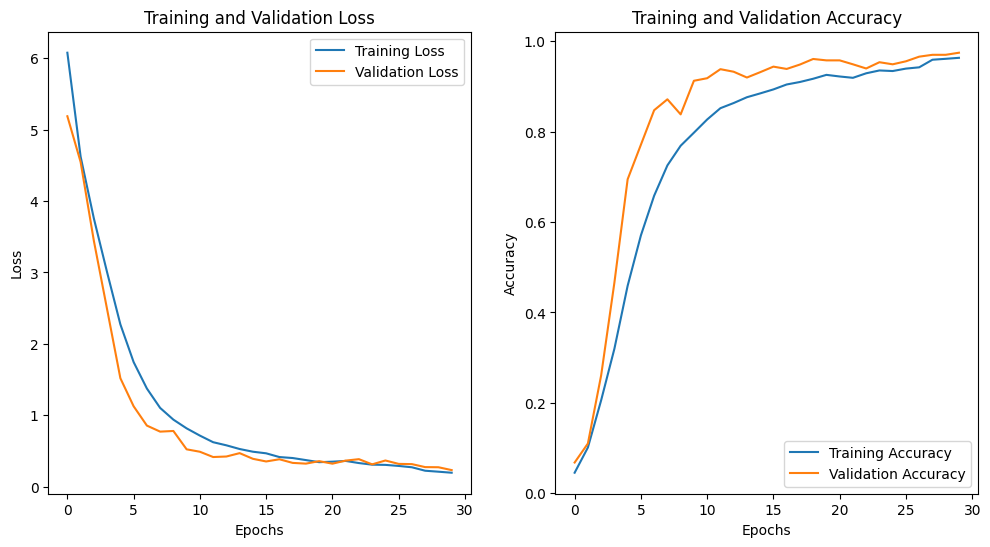 Training and Validation Loss
Training Loss
Validation Loss
6
5
4
3
2
1
0
Loss
0
5
10
15
20
25
30
Epochs
Training and Validation Accuracy
1.0
0.8
0.6
0.4
0.2
0.0
Accuracy
Training Accuracy
Validation Accuracy
0
5
10
15
20
25
30
Epochs